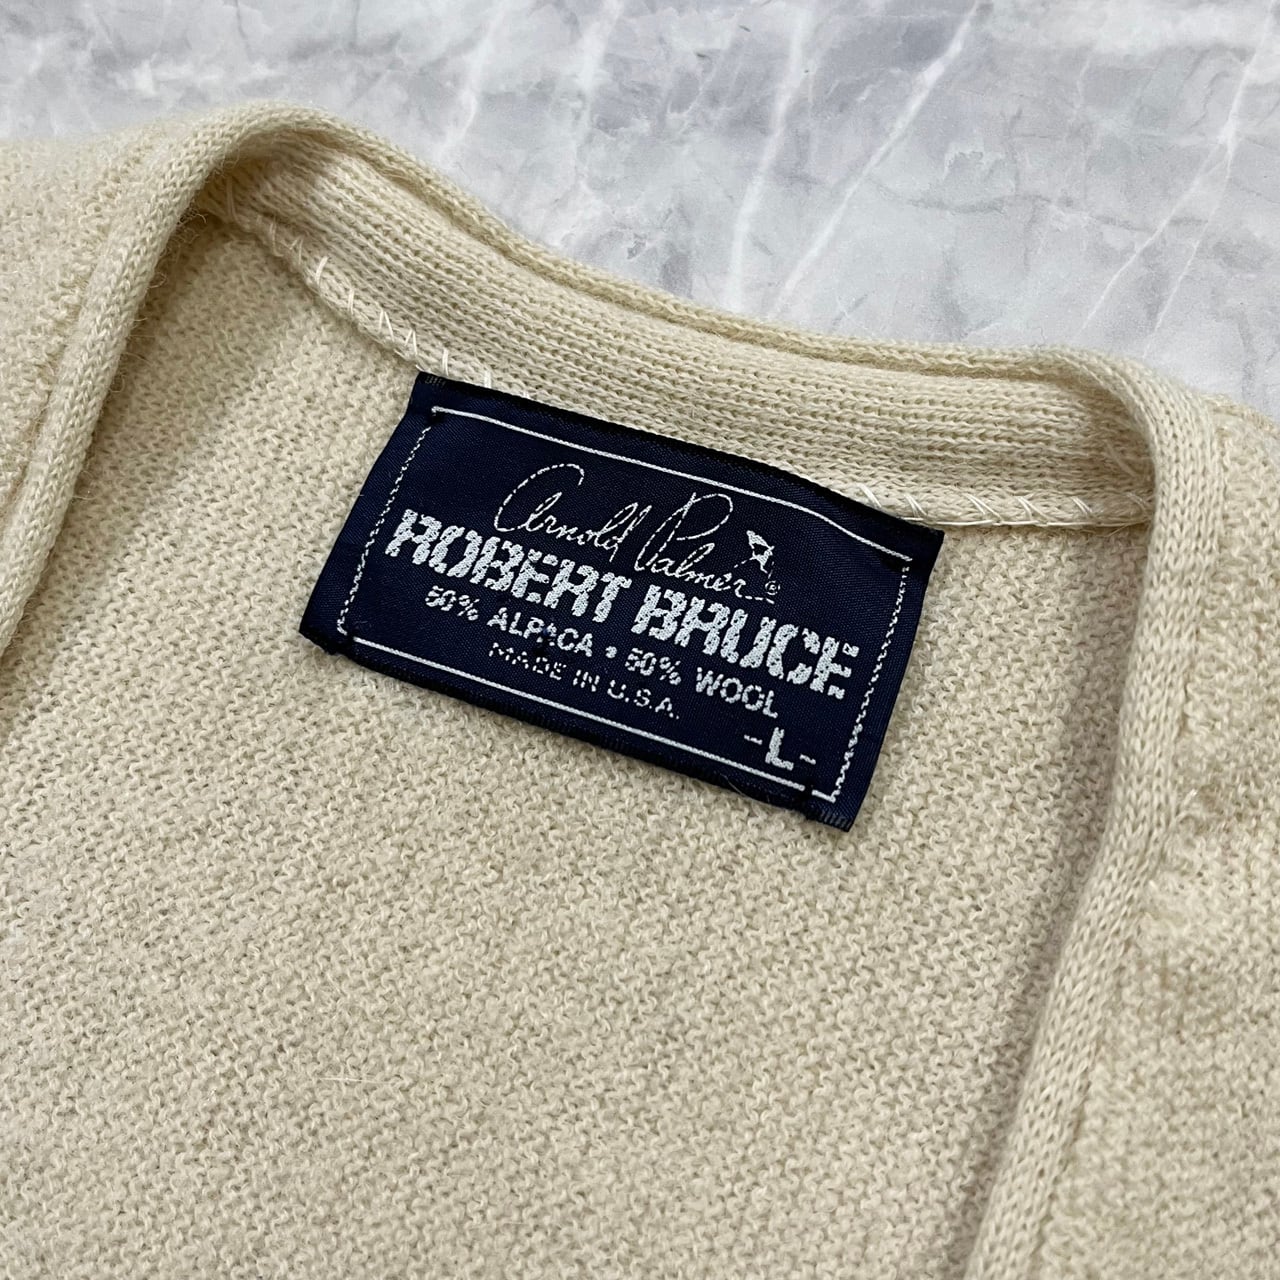 Arnold Palmer ®
ROBERT BRUCE
50% ALPACA • 50% WOOL
MADE IN U.S.A.
-L-